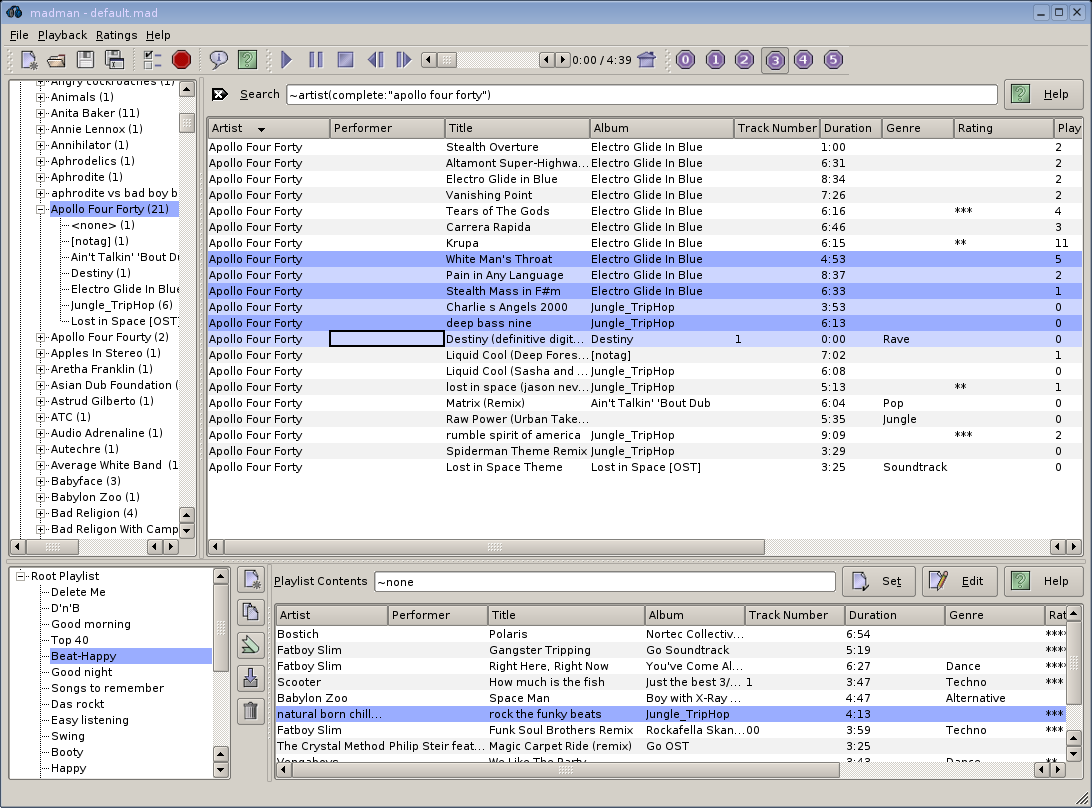 madman - default.mad
File Playback Ratings Help
0:00 / 4:39 0 1 2 3 4 5
Angry cockroaches (1)
Animals (1)
Anita Baker (11)
Annie Lennox (1)
Annihilator (1)
Aphrodelics (1)
Aphrodite (1)
aphrodite vs bad boy b
Apollo Four Forty (21)
<none> (1)
[notag] (1)
Ain't Talkin' 'Bout Du
Destiny (1)
Electro Glide In Blue
Jungle_TripHop (6)
Lost in Space [OST]
Apollo Four Fourty (2)
Apples In Stereo (1)
Aretha Franklin (1)
Asian Dub Foundation (
Astrud Gilberto (1)
ATC (1)
Audio Adrenaline (1)
Autechre (1)
Average White Band (1
Babyface (3)
Babylon Zoo (1)
Bad Religion (4)
Bad Religon With Camp
Search ~artist(complete:"apollo four forty") Help
Artist Performer Title Album Track Number Duration Genre Rating Play
Apollo Four Forty Stealth Overture Electro Glide In Blue 1:00 2
Apollo Four Forty Altamont Super-Highwa... Electro Glide In Blue 6:31 2
Apollo Four Forty Electro Glide in Blue Electro Glide In Blue 8:34 2
Apollo Four Forty Vanishing Point Electro Glide In Blue 7:26 2
Apollo Four Forty Tears of The Gods Electro Glide In Blue 6:16 *** 4
Apollo Four Forty Carrera Rapida Electro Glide In Blue 6:46 3
Apollo Four Forty Krupa Electro Glide In Blue 6:15 ** 11
Apollo Four Forty White Man's Throat Electro Glide In Blue 4:53 5
Apollo Four Forty Pain in Any Language Electro Glide In Blue 8:37 2
Apollo Four Forty Stealth Mass in F#m Electro Glide In Blue 6:33 1
Apollo Four Forty Charlie s Angels 2000 Jungle_TripHop 3:53 0
Apollo Four Forty deep bass nine Jungle_TripHop 6:13 0
Apollo Four Forty Destiny (definitive digit... Destiny 1 0:00 Rave 0
Apollo Four Forty Liquid Cool (Deep Fores... [notag] 7:02 1
Apollo Four Forty Liquid Cool (Sasha and ... Jungle_TripHop 6:08 0
Apollo Four Forty lost in space (jason nev... Jungle_TripHop 5:13 ** 1
Apollo Four Forty Matrix (Remix) Ain't Talkin' 'Bout Dub 6:04 Pop 0
Apollo Four Forty Raw Power (Urban Take... 5:35 Jungle 0
Apollo Four Forty rumble spirit of america Jungle_TripHop 9:09 *** 2
Apollo Four Forty Spiderman Theme Remix Jungle_TripHop 3:29 0
Apollo Four Forty Lost in Space Theme Lost in Space [OST] 3:25 Soundtrack 0
Root Playlist
Delete Me
D'n'B
Good morning
Top 40
Beat-Happy
Good night
Songs to remember
Das rockt
Easy listening
Swing
Booty
Happy
Playlist Contents ~none Set Edit Help
Artist Performer Title Album Track Number Duration Genre Rat
Bostich Polaris Nortec Collectiv... 6:54 ****
Fatboy Slim Gangster Tripping Go Soundtrack 5:19 ****
Fatboy Slim Right Here, Right Now You've Come Al... 6:27 Dance ****
Scooter How much is the fish Just the best 3/... 1 3:47 Techno ***
Babylon Zoo Space Man Boy with X-Ray ... 4:47 Alternative
natural born chill... rock the funky beats Jungle_TripHop 4:13 ***
Fatboy Slim Funk Soul Brothers Remix Rockafella Skan... 00 3:59 Techno ***
The Crystal Method Philip Steir feat... Magic Carpet Ride (remix) Go OST 3:25
Vengaboys We Like The Party 3:43 Dance **